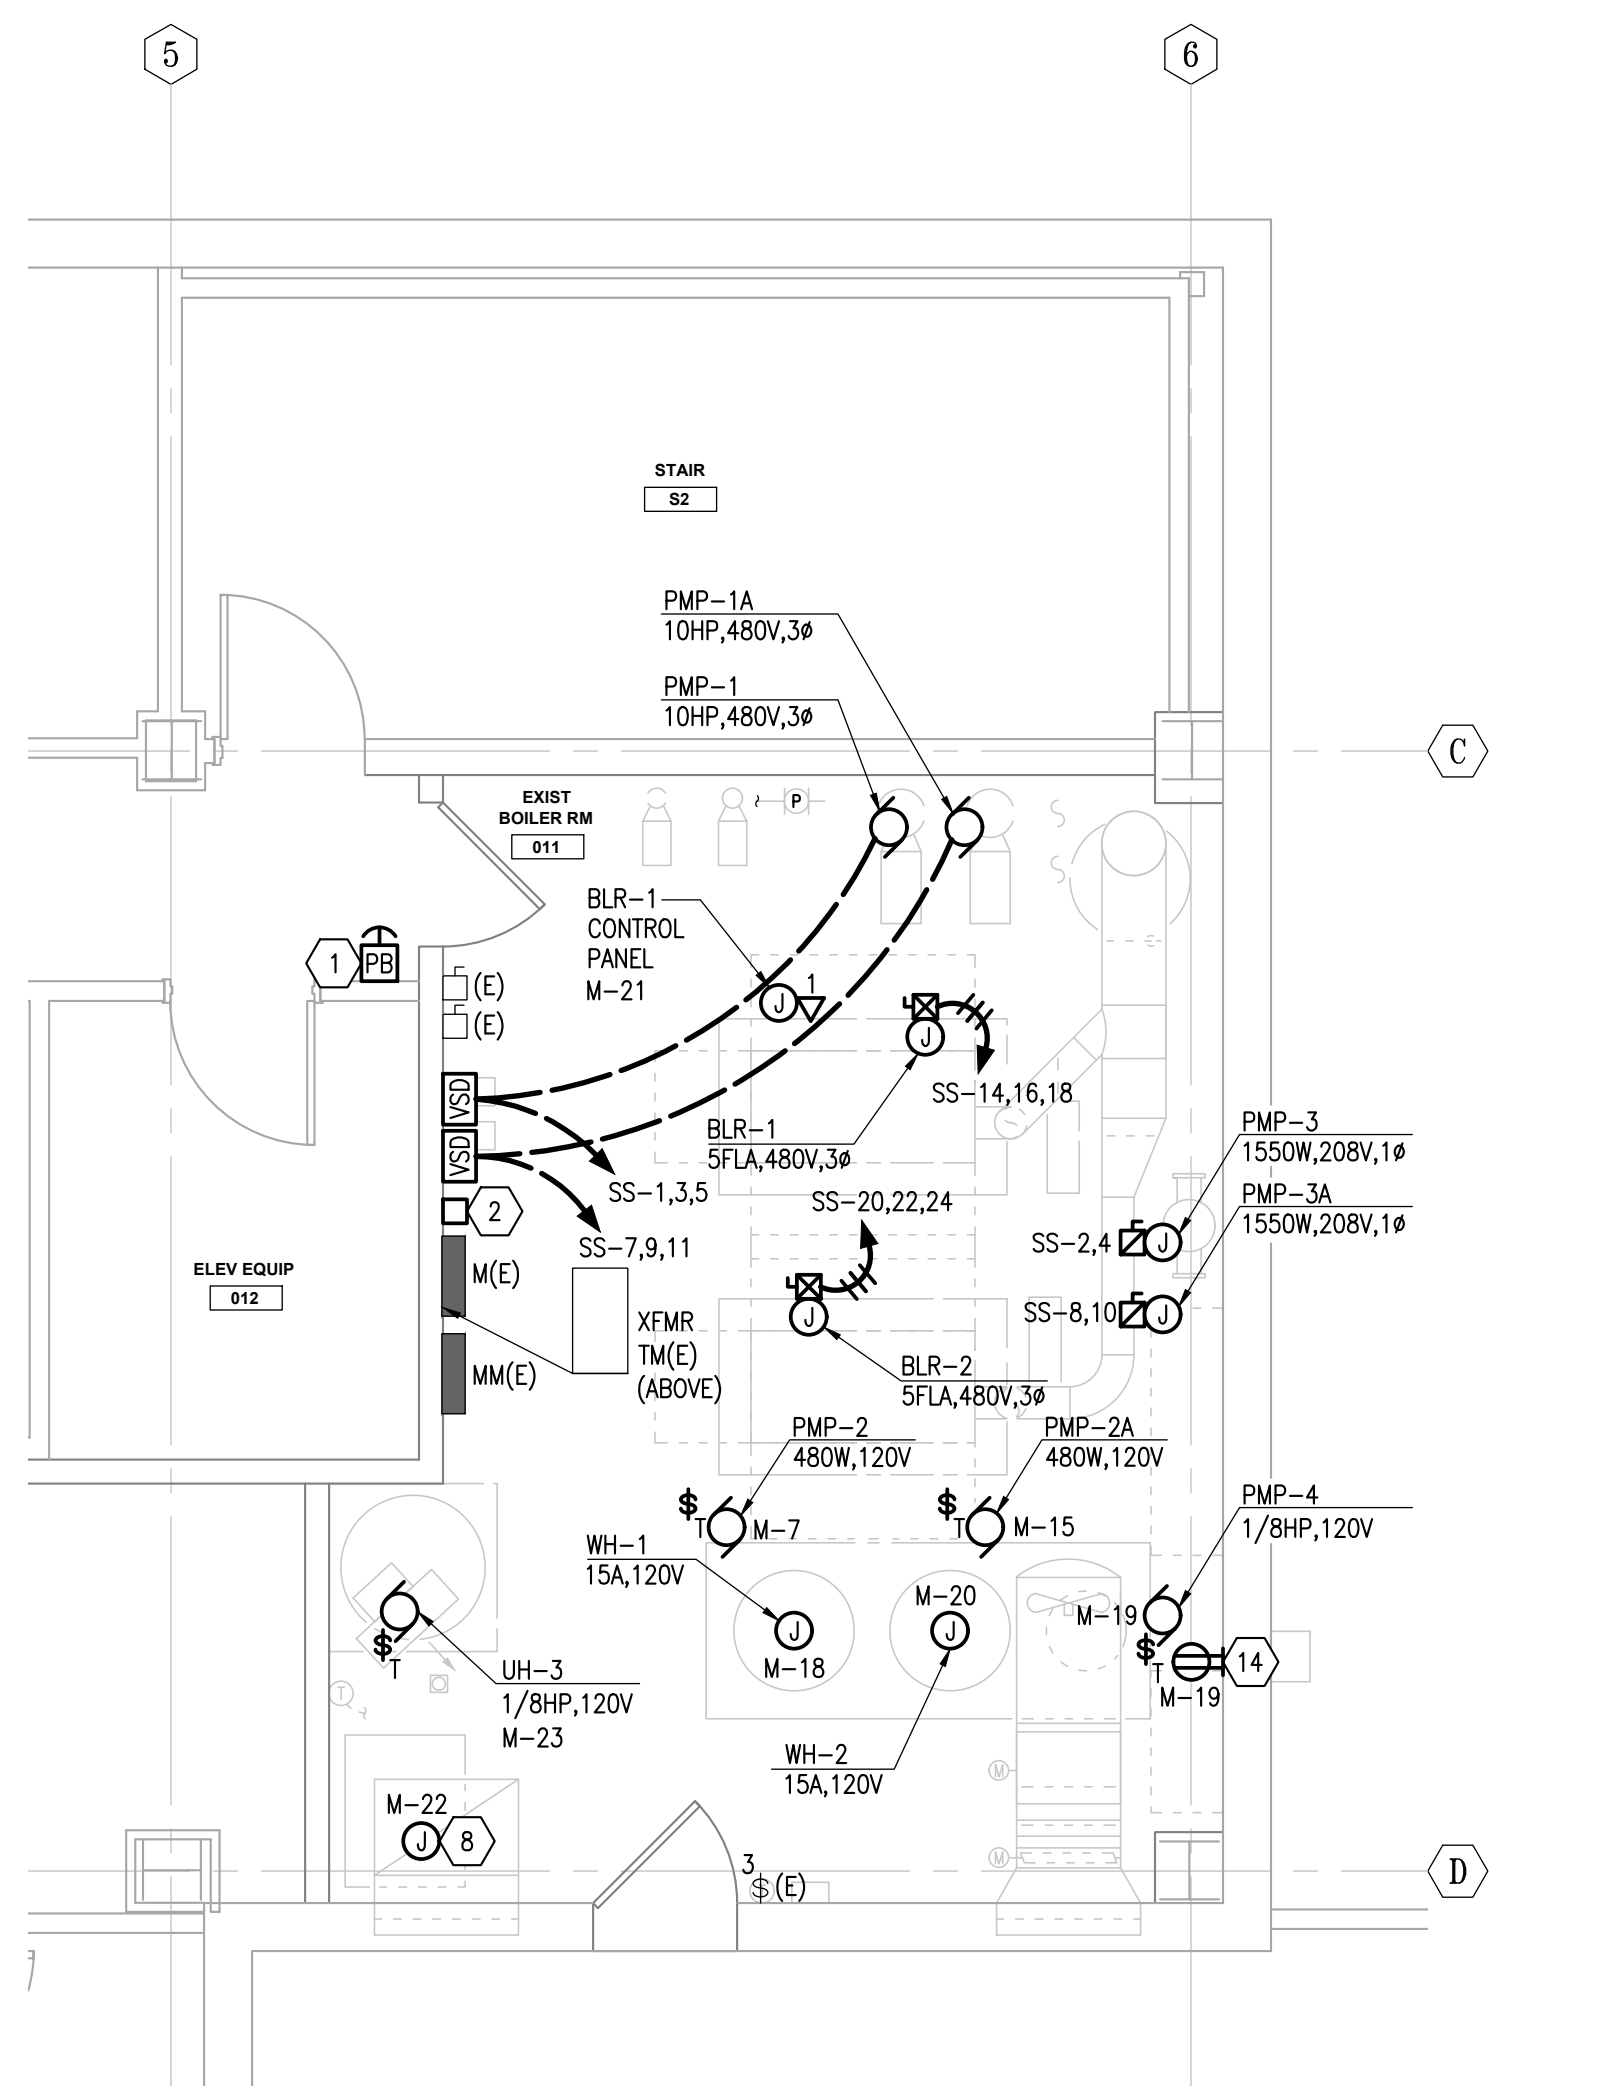 5
6
STAIR
S2
PMP-1A
10HP,480V,3ø
PMP-1
10HP,480V,3ø
C
EXIST
BOILER RM
011
P
BLR-1
CONTROL
PANEL
M-21
1
PB
(E)
(E)
J
1
J
SS-14,16,18
VSD
VSD
BLR-1
5FLA,480V,3ø
SS-1,3,5
2
SS-7,9,11
SS-20,22,24
PMP-3
1550W,208V,1ø
PMP-3A
1550W,208V,1ø
SS-2,4
J
SS-8,10
J
ELEV EQUIP
012
M(E)
MM(E)
XFMR
TM(E)
(ABOVE)
J
BLR-2
5FLA,480V,3ø
PMP-2
480W,120V
PMP-2A
480W,120V
$
T
M-7
$
T
M-15
PMP-4
1/8HP,120V
WH-1
15A,120V
J
M-18
M-20
J
M-19
$
T
14
M-19
$
T
UH-3
1/8HP,120V
M-23
T
WH-2
15A,120V
M
M
M-22
J
8
3
$
(E)
D